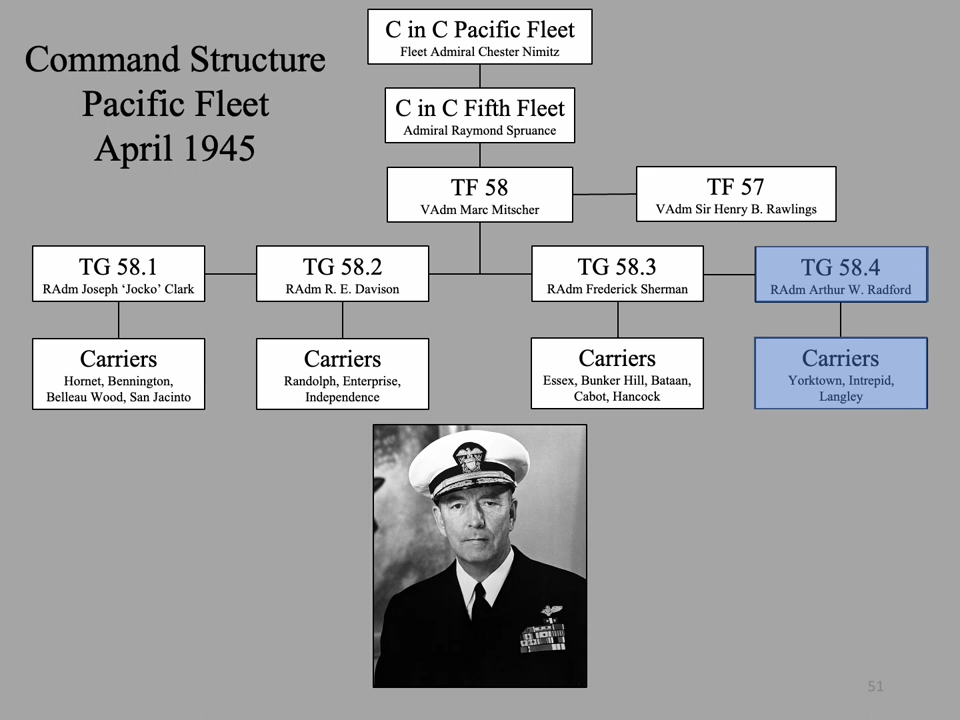 Command Structure
Pacific Fleet
April 1945
C in C Pacific Fleet
Fleet Admiral Chester Nimitz
C in C Fifth Fleet
Admiral Raymond Spruance
TF 58
VAdm Marc Mitscher
TF 57
VAdm Sir Henry B. Rawlings
TG 58.1
RAdm Joseph ‘Jocko’ Clark
TG 58.2
RAdm R. E. Davison
TG 58.3
RAdm Frederick Sherman
TG 58.4
RAdm Arthur W. Radford
Carriers
Hornet, Bennington,
Belleau Wood, San Jacinto
Carriers
Randolph, Enterprise,
Independence
Carriers
Essex, Bunker Hill, Bataan,
Cabot, Hancock
Carriers
Yorktown, Intrepid,
Langley
51